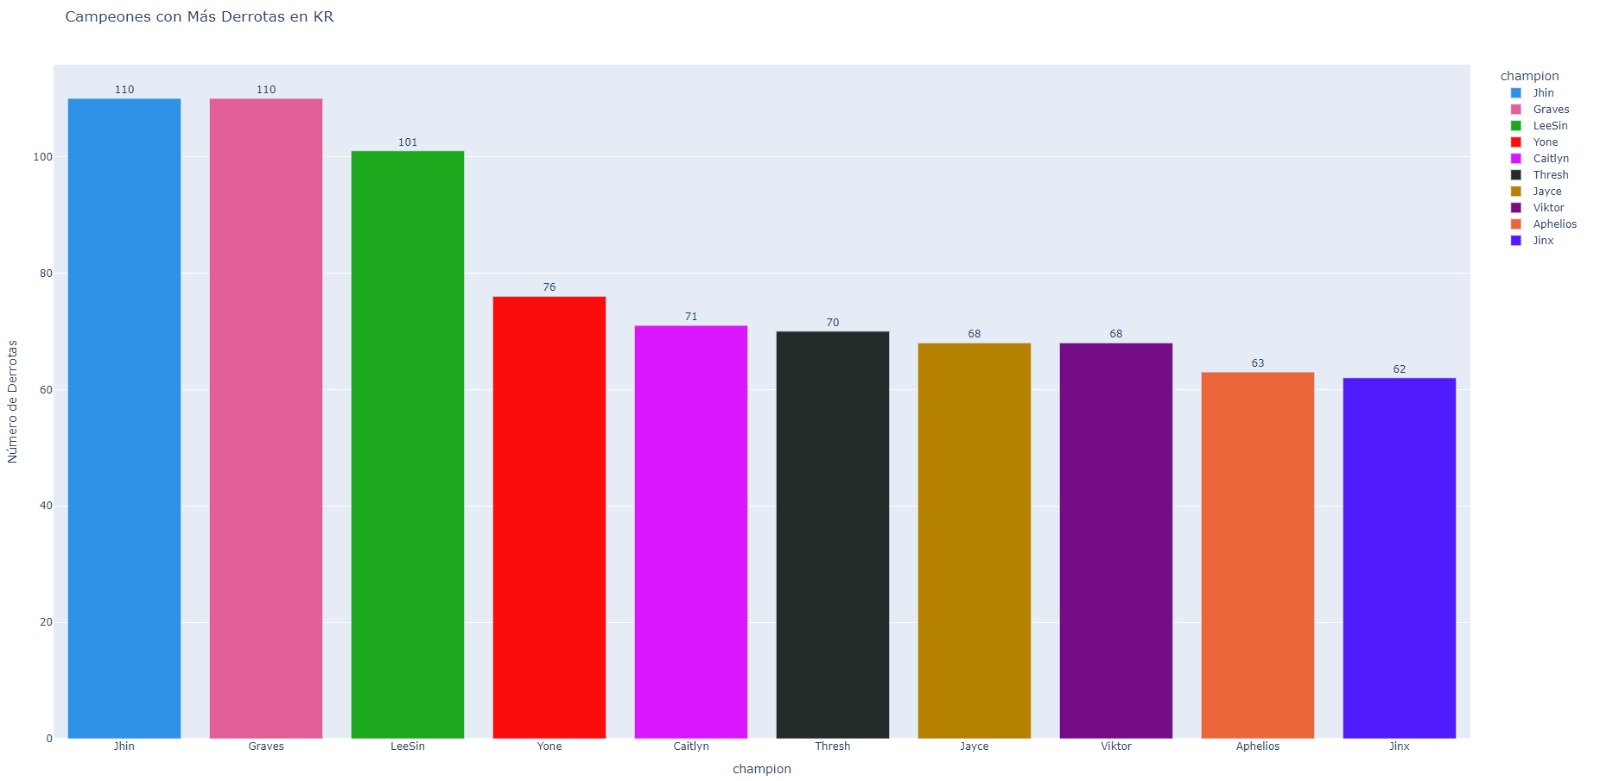 Campeones con Más Derrotas en KR
champion
Jhin
Graves
LeeSin
Yone
Caitlyn
Thresh
Jayce
Viktor
Aphelios
Jinx
Número de Derrotas
100
80
60
40
20
0
110
110
101
76
71
70
68
68
63
62
Jhin Graves LeeSin Yone Caitlyn Thresh Jayce Viktor Aphelios Jinx
champion